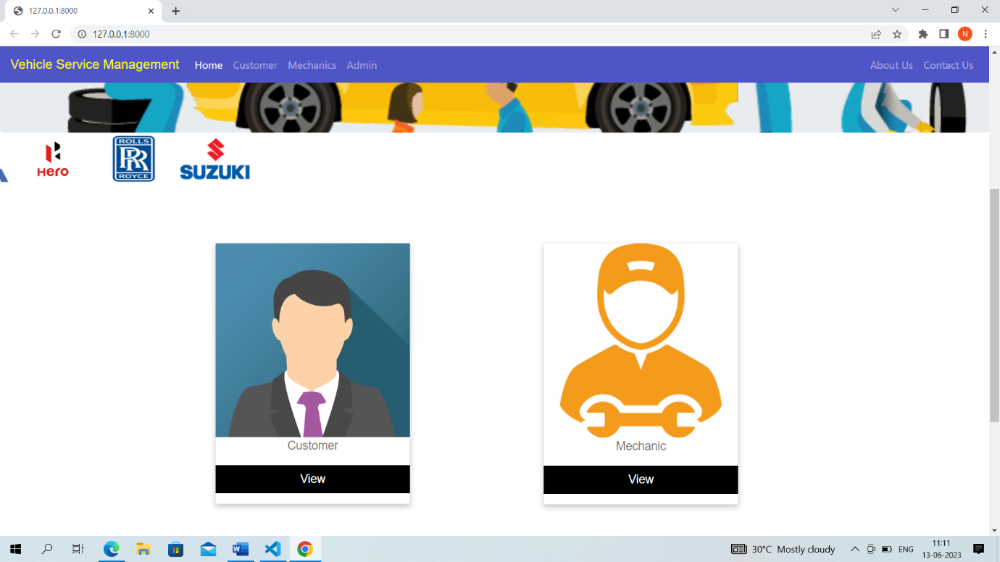 127.0.0.1:8000
127.0.0.1:8000
Vehicle Service Management Home Customer Mechanics Admin About Us Contact Us
Hero
ROLLS
RR
ROYCE
SUZUKI
Customer
Mechanic
View
View
30°C Mostly cloudy
ENG
11:11
13-06-2023
N
W